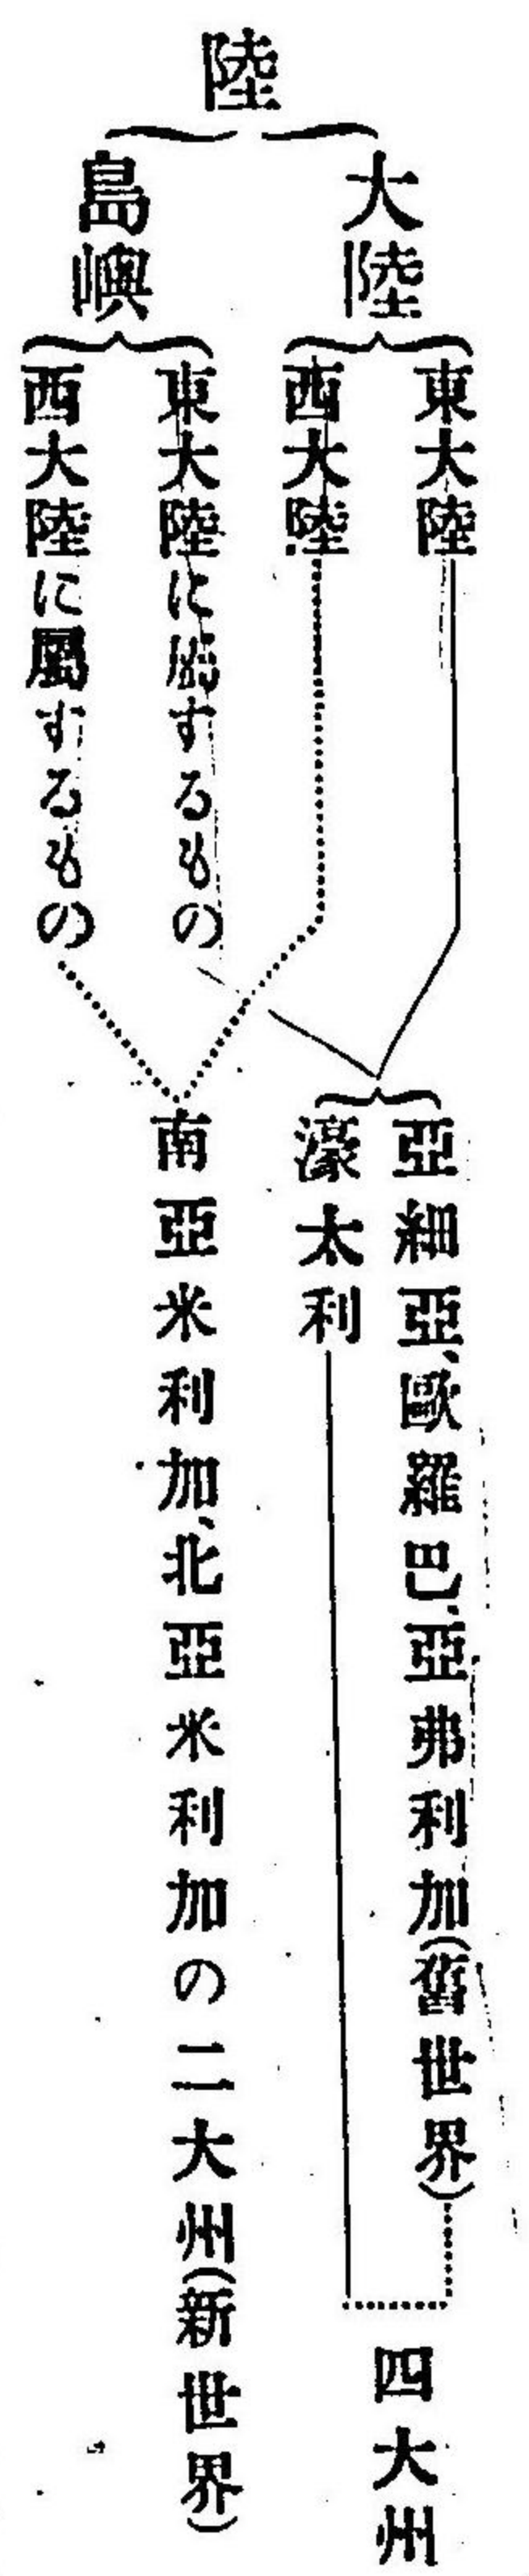 陸
大陸
東大陸
西大陸
島嶼
東大陸に屬するもの
西大陸に屬するもの
亞細亞、歐羅巴、亞弗利加(舊世界)
濠太利
四大州
南亞米利加、北亞米利加の二大州(新世界)